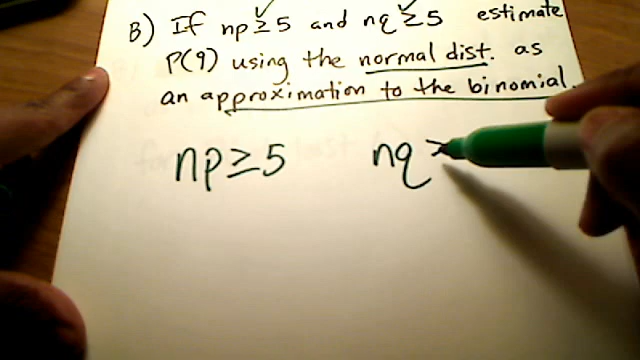 B) If np ≥ 5 and nq ≥ 5 estimate
P(9) using the normal dist. as
an approximation to the binomial.
np ≥ 5 nq >